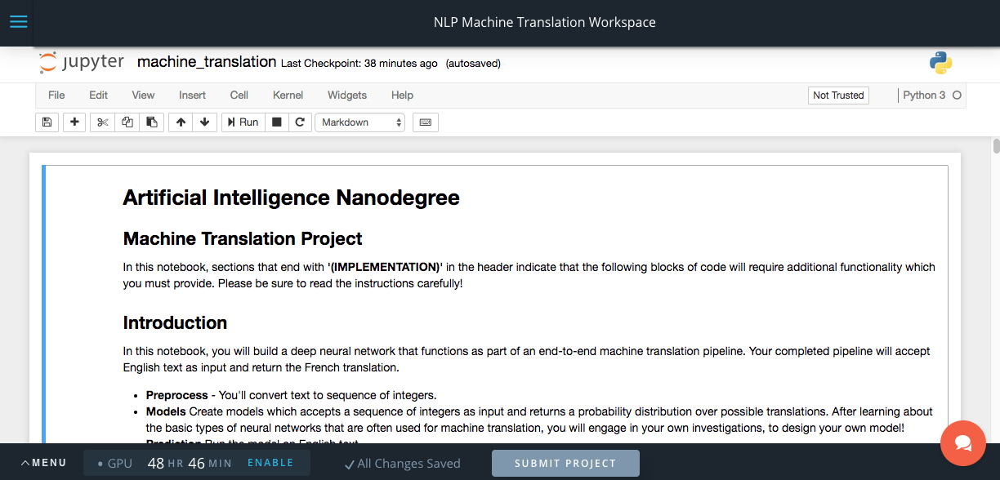 NLP Machine Translation Workspace
jupyter machine_translation Last Checkpoint: 38 minutes ago (autosaved)
File Edit View Insert Cell Kernel Widgets Help Not Trusted Python 3
Run Markdown
Artificial Intelligence Nanodegree
Machine Translation Project
In this notebook, sections that end with '(IMPLEMENTATION)' in the header indicate that the following blocks of code will require additional functionality which
you must provide. Please be sure to read the instructions carefully!
Introduction
In this notebook, you will build a deep neural network that functions as part of an end-to-end machine translation pipeline. Your completed pipeline will accept
English text as input and return the French translation.
• Preprocess - You'll convert text to sequence of integers.
• Models Create models which accepts a sequence of integers as input and returns a probability distribution over possible translations. After learning about
the basic types of neural networks that are often used for machine translation, you will engage in your own investigations, to design your own model!
• Prediction Run the model on English text.
MENU • GPU 48 HR 46 MIN ENABLE All Changes Saved SUBMIT PROJECT